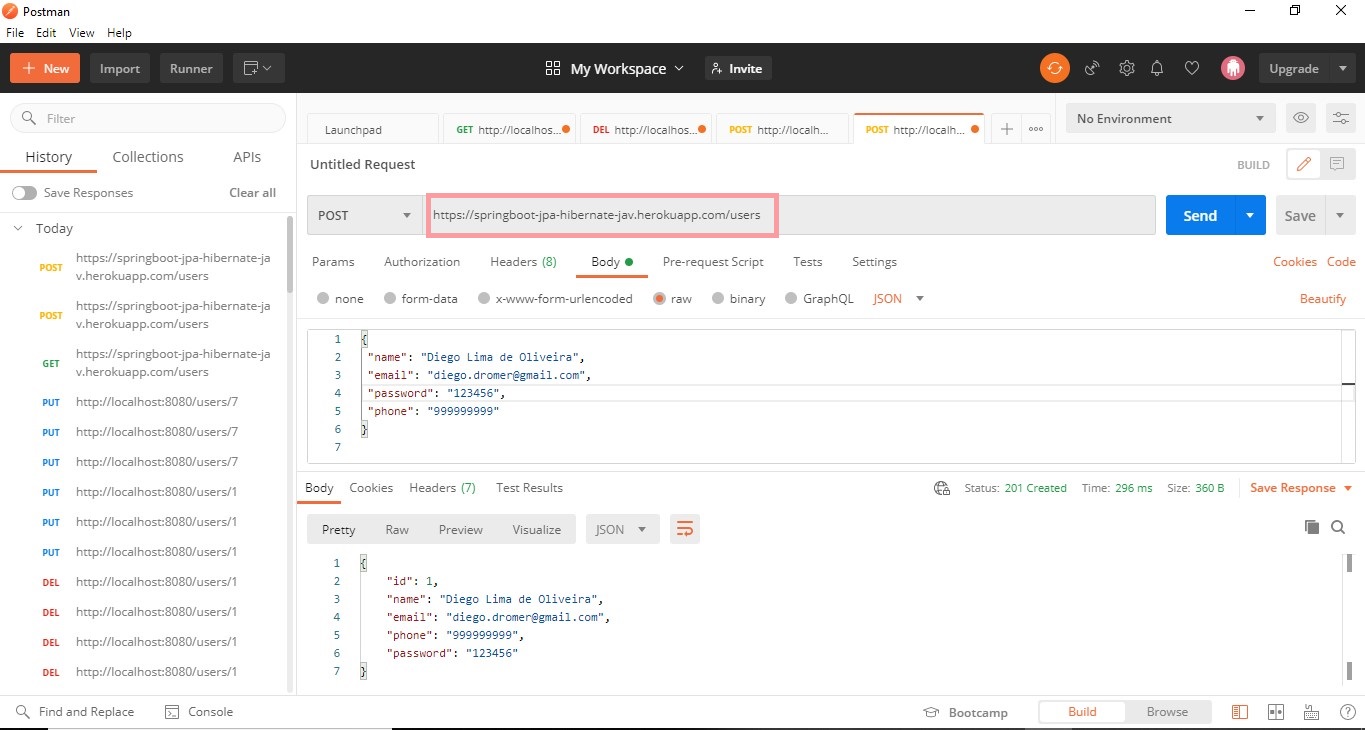 Postman
File Edit View Help
New Import Runner My Workspace Invite Upgrade
Filter
History Collections APIs
Save Responses Clear all
Today
POST https://springboot-jpa-hibernate-ja
v.herokuapp.com/users
POST https://springboot-jpa-hibernate-ja
v.herokuapp.com/users
GET https://springboot-jpa-hibernate-ja
v.herokuapp.com/users
PUT http://localhost:8080/users/7
PUT http://localhost:8080/users/7
PUT http://localhost:8080/users/7
PUT http://localhost:8080/users/1
PUT http://localhost:8080/users/1
PUT http://localhost:8080/users/1
DEL http://localhost:8080/users/1
DEL http://localhost:8080/users/1
DEL http://localhost:8080/users/1
DEL http://localhost:8080/users/1
Launchpad GET http://localhos... DEL http://localhos... POST http://localh... POST http://localh... No Environment
Untitled Request BUILD
POST https://springboot-jpa-hibernate-jav.herokuapp.com/users Send Save
Params Authorization Headers (8) Body Pre-request Script Tests Settings Cookies Code
none form-data x-www-form-urlencoded raw binary GraphQL JSON Beautify
1 {
2 "name": "Diego Lima de Oliveira",
3 "email": "diego.dromer@gmail.com",
4 "password": "123456",
5 "phone": "999999999"
6 }
7
Body Cookies Headers (7) Test Results Status: 201 Created Time: 296 ms Size: 360 B Save Response
Pretty Raw Preview Visualize JSON
1 {
2 "id": 1,
3 "name": "Diego Lima de Oliveira",
4 "email": "diego.dromer@gmail.com",
5 "phone": "999999999",
6 "password": "123456"
7 }
Find and Replace Console Bootcamp Build Browse